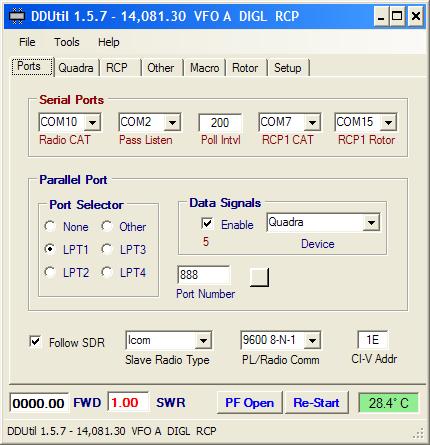 DDUtil 1.5.7 - 14,081.30 VFO A DIGL RCP
File Tools Help
Ports Quadra RCP Other Macro Rotor Setup
Serial Ports
COM10 COM2 200 COM7 COM15
Radio CAT Pass Listen Poll Intvl RCP1 CAT RCP1 Rotor
Parallel Port
Port Selector
None Other
LPT1 LPT3
LPT2 LPT4
Data Signals
Enable Quadra
5 Device
888
Port Number
Follow SDR Icom 9600 8-N-1 1E
Slave Radio Type PL/Radio Comm CI-V Addr
0000.00 FWD 1.00 SWR PF Open Re-Start 28.4° C
DDUtil 1.5.7 - 14,081.30 VFO A DIGL RCP